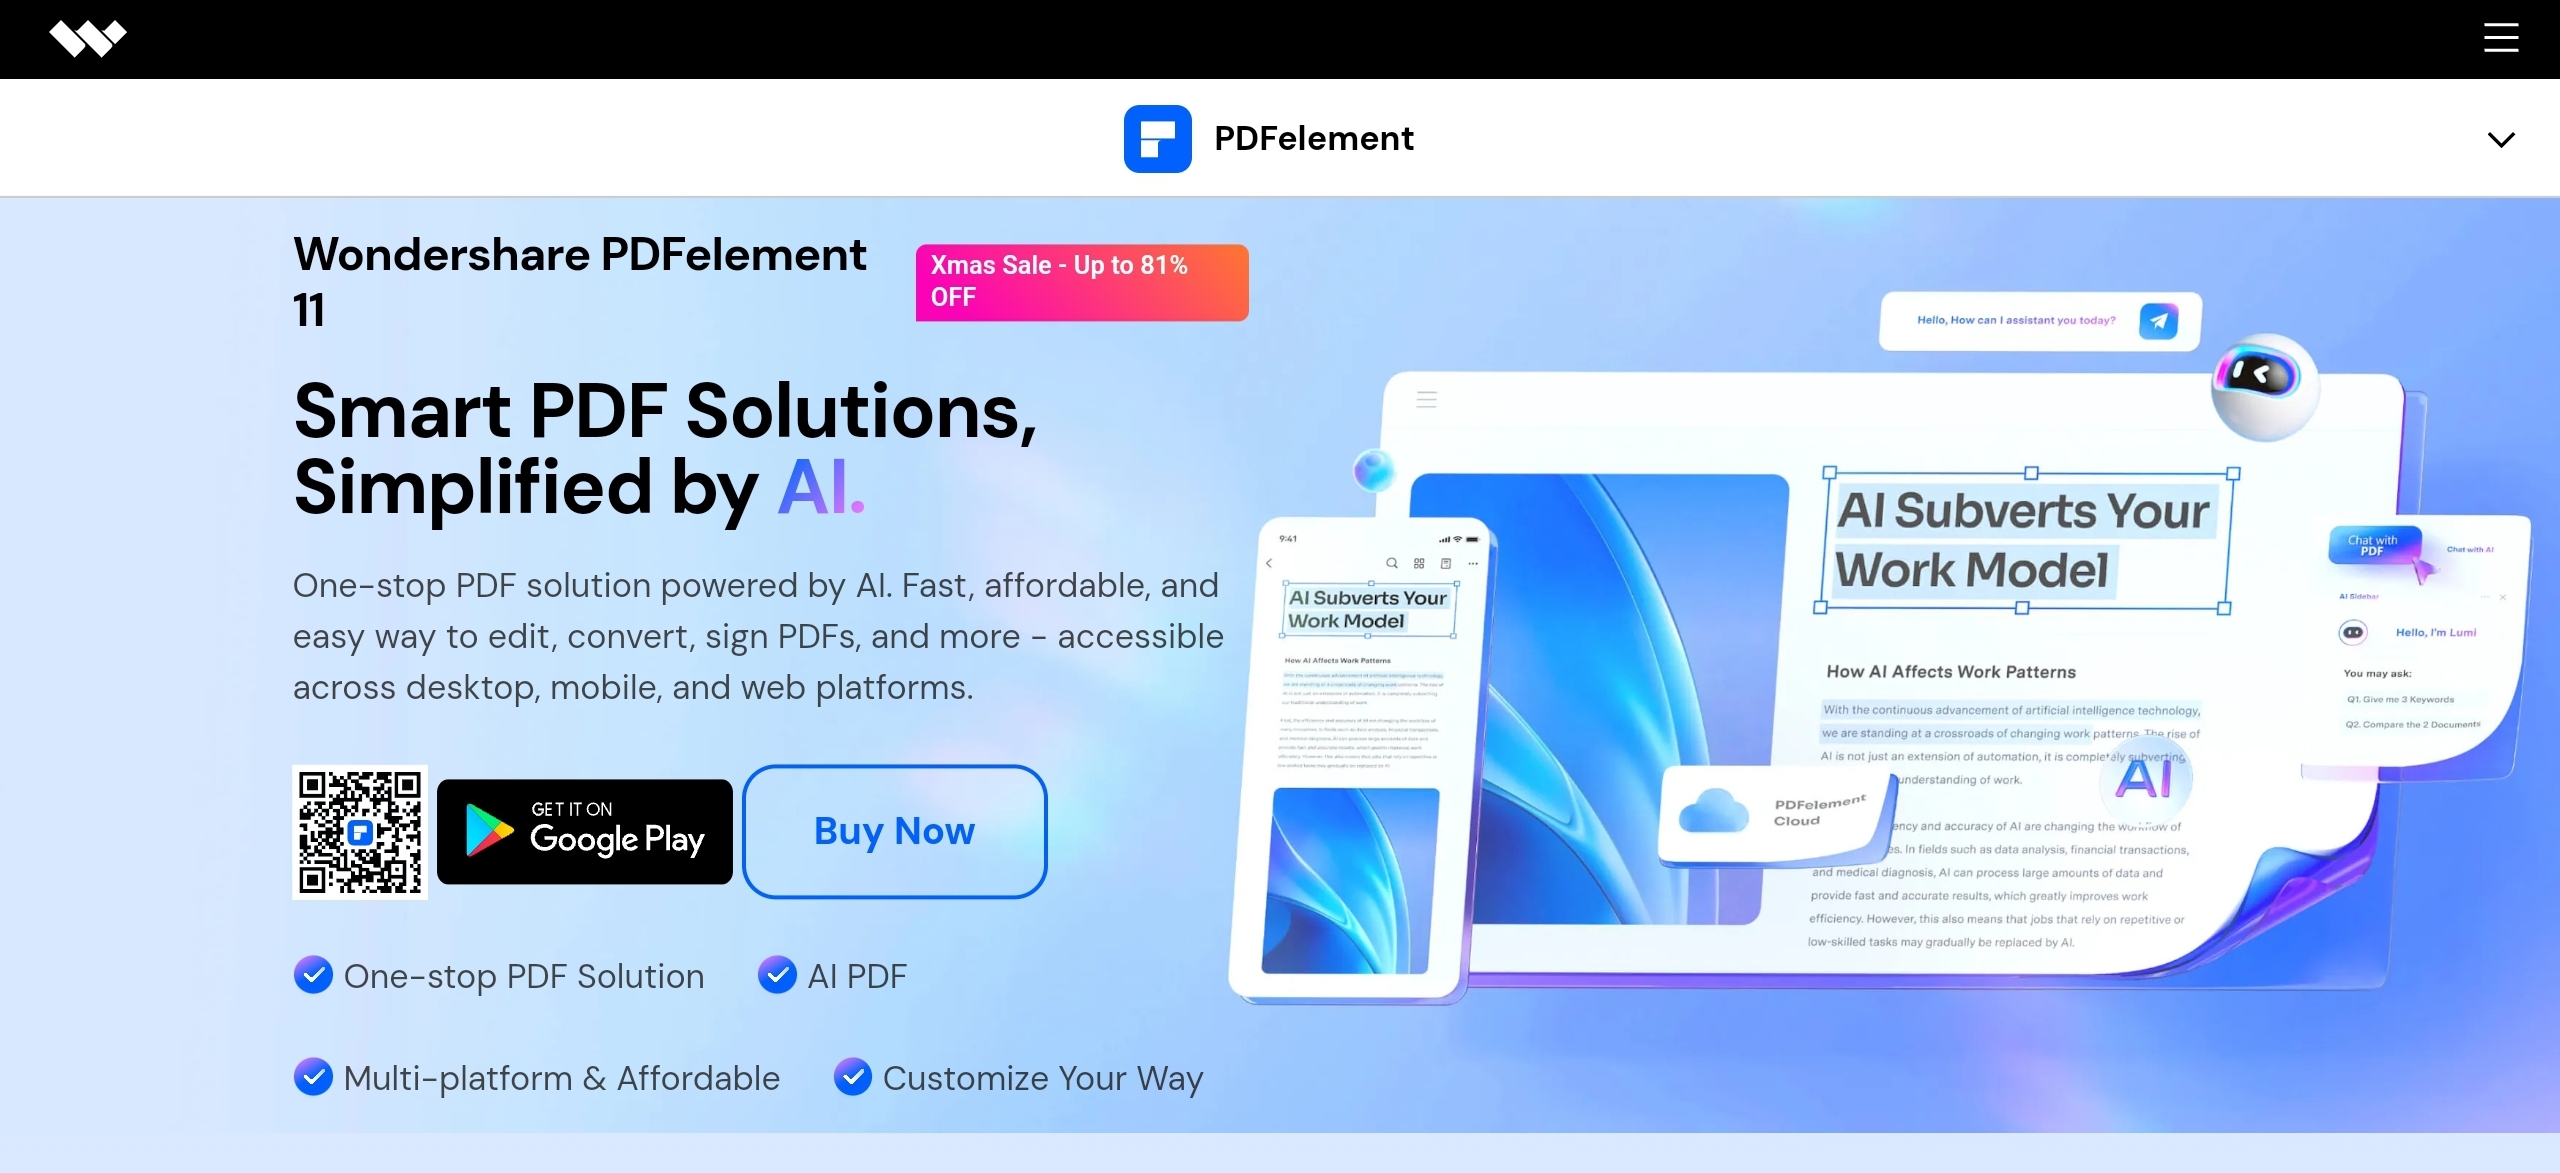 PDFelement
Wondershare PDFelement
11
Xmas Sale - Up to 81%
OFF
Smart PDF Solutions,
Simplified by AI.
One-stop PDF solution powered by AI. Fast, affordable, and
easy way to edit, convert, sign PDFs, and more - accessible
across desktop, mobile, and web platforms.
GET IT ON
Google Play
Buy Now
One-stop PDF Solution
AI PDF
Multi-platform & Affordable
Customize Your Way
Hello, How can I assistant you today?
AI Subverts Your
Work Model
How AI Affects Work Patterns
With the continuous advancement of artificial intelligence technology,
we are standing at a crossroads of changing work patterns. The rise of
AI is not just an extension of automation, it is completely subverting
understanding of work.
ency and accuracy of AI are changing the workflow of
es. In fields such as data analysis, financial transactions,
and medical diagnosis, AI can process large amounts of data and
provide fast and accurate results, which greatly improves work
efficiency. However, this also means that jobs that rely on repetitive or
low-skilled tasks may gradually be replaced by AI.
AI
PDFelement
Cloud
9:41
AI Subverts Your
Work Model
How AI Affects Work Patterns
Chat with
PDF
Chat with AI
AI Sidebar
Hello, I'm Lumi
You may ask:
Q1. Give me 3 Keywords
Q2. Compare the 2 Documents